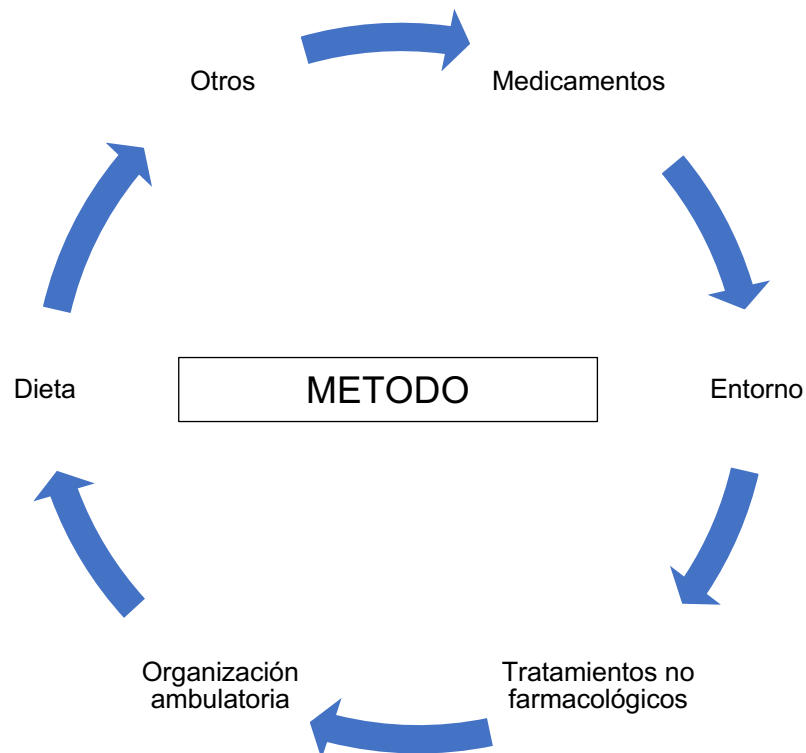 Otros
Medicamentos
Dieta
METODO
Entorno
Organización
ambulatoria
Tratamientos no
farmacológicos